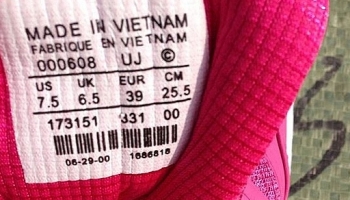 MADE IN VIETNAM
FABRIQUE EN VIETNAM
000608 UJ ©
US UK EUR CM
7.5 6.5 39 25.5
173151 331 00
06-29-00 1686818